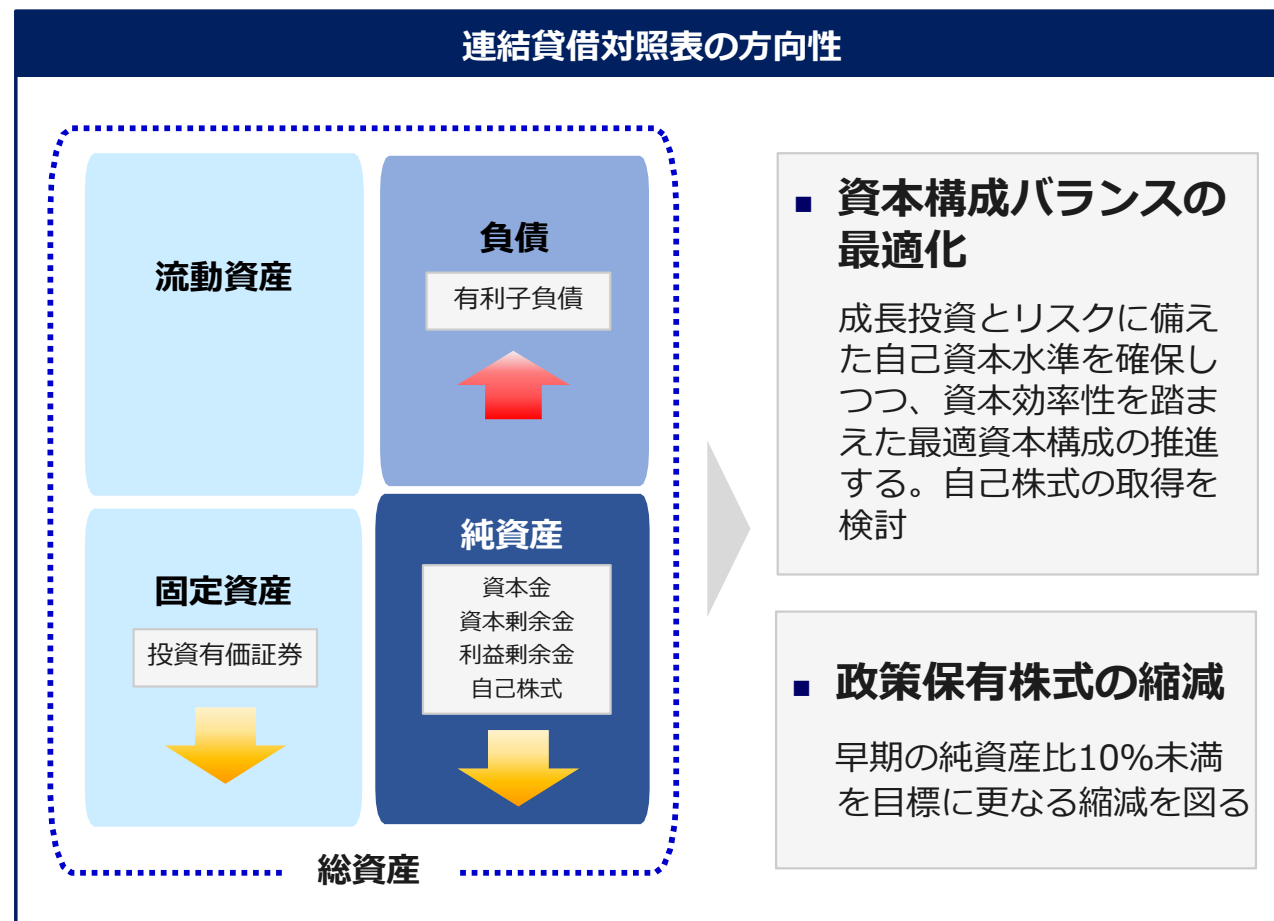 連結貸借対照表の方向性
流動資産
負債
有利子負債
固定資産
投資有価証券
純資産
資本金
資本剰余金
利益剰余金
自己株式
総資産
■ 資本構成バランスの
最適化
成長投資とリスクに備え
た自己資本水準を確保し
つつ、資本効率性を踏ま
えた最適資本構成の推進
する。自己株式の取得を
検討
■ 政策保有株式の縮減
早期の純資産比10%未満
を目標に更なる縮減を図る